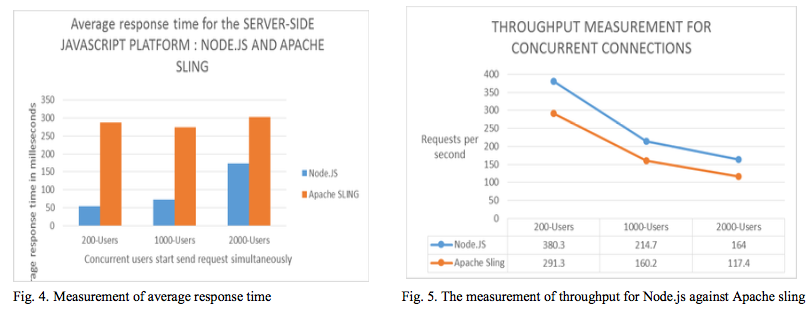 Average response time for the SERVER-SIDE
JAVASCRIPT PLATFORM : NODE.JS AND APACHE
SLING
age response time in milleseconds
350
300
250
200
150
100
50
0
200-Users 1000-Users 2000-Users
Concurrent users start send request simultaneously
Node.JS
Apache SLING
Fig. 4. Measurement of average response time
THROUGHPUT MEASUREMENT FOR
CONCURRENT CONNECTIONS
Requests per
second
400
350
300
250
200
150
100
50
0
200-Users 1000-Users 2000-Users
Node.JS 380.3 214.7 164
Apache Sling 291.3 160.2 117.4
Fig. 5. The measurement of throughput for Node.js against Apache sling